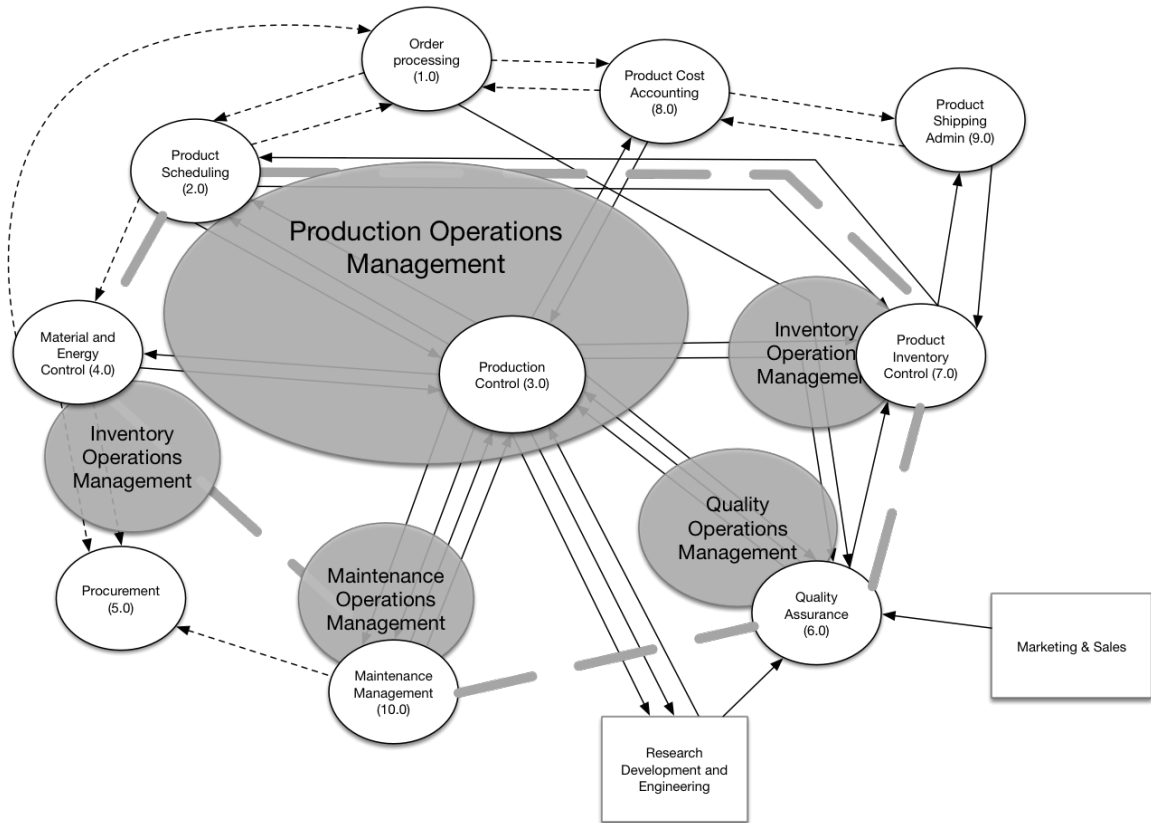 Order
processing
(1.0)
Product Cost
Accounting
(8.0)
Product
Shipping
Admin (9.0)
Product
Scheduling
(2.0)
Production Operations
Management
Material and
Energy
Control (4.0)
Production
Control (3.0)
Inventory
Operation
Management
Product
Inventory
Control (7.0)
Inventory
Operations
Management
Quality
Operations
Management
Maintenance
Operations
Management
Procurement
(5.0)
Quality
Assurance
(6.0)
Marketing & Sales
Maintenance
Management
(10.0)
Research
Development and
Engineering